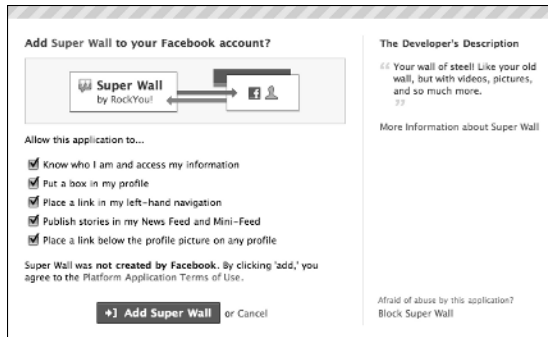 Add Super Wall to your Facebook account?
Super Wall
by RockYou!
Allow this application to...
Know who I am and access my information
Put a box in my profile
Place a link in my left-hand navigation
Publish stories in my News Feed and Mini-Feed
Place a link below the profile picture on any profile
Super Wall was not created by Facebook. By clicking 'add,' you
agree to the Platform Application Terms of Use.
Add Super Wall or Cancel
The Developer's Description
“ Your wall of steel! Like your old
wall, but with videos, pictures,
and so much more.
”
More Information about Super Wall
Afraid of abuse by this application?
Block Super Wall